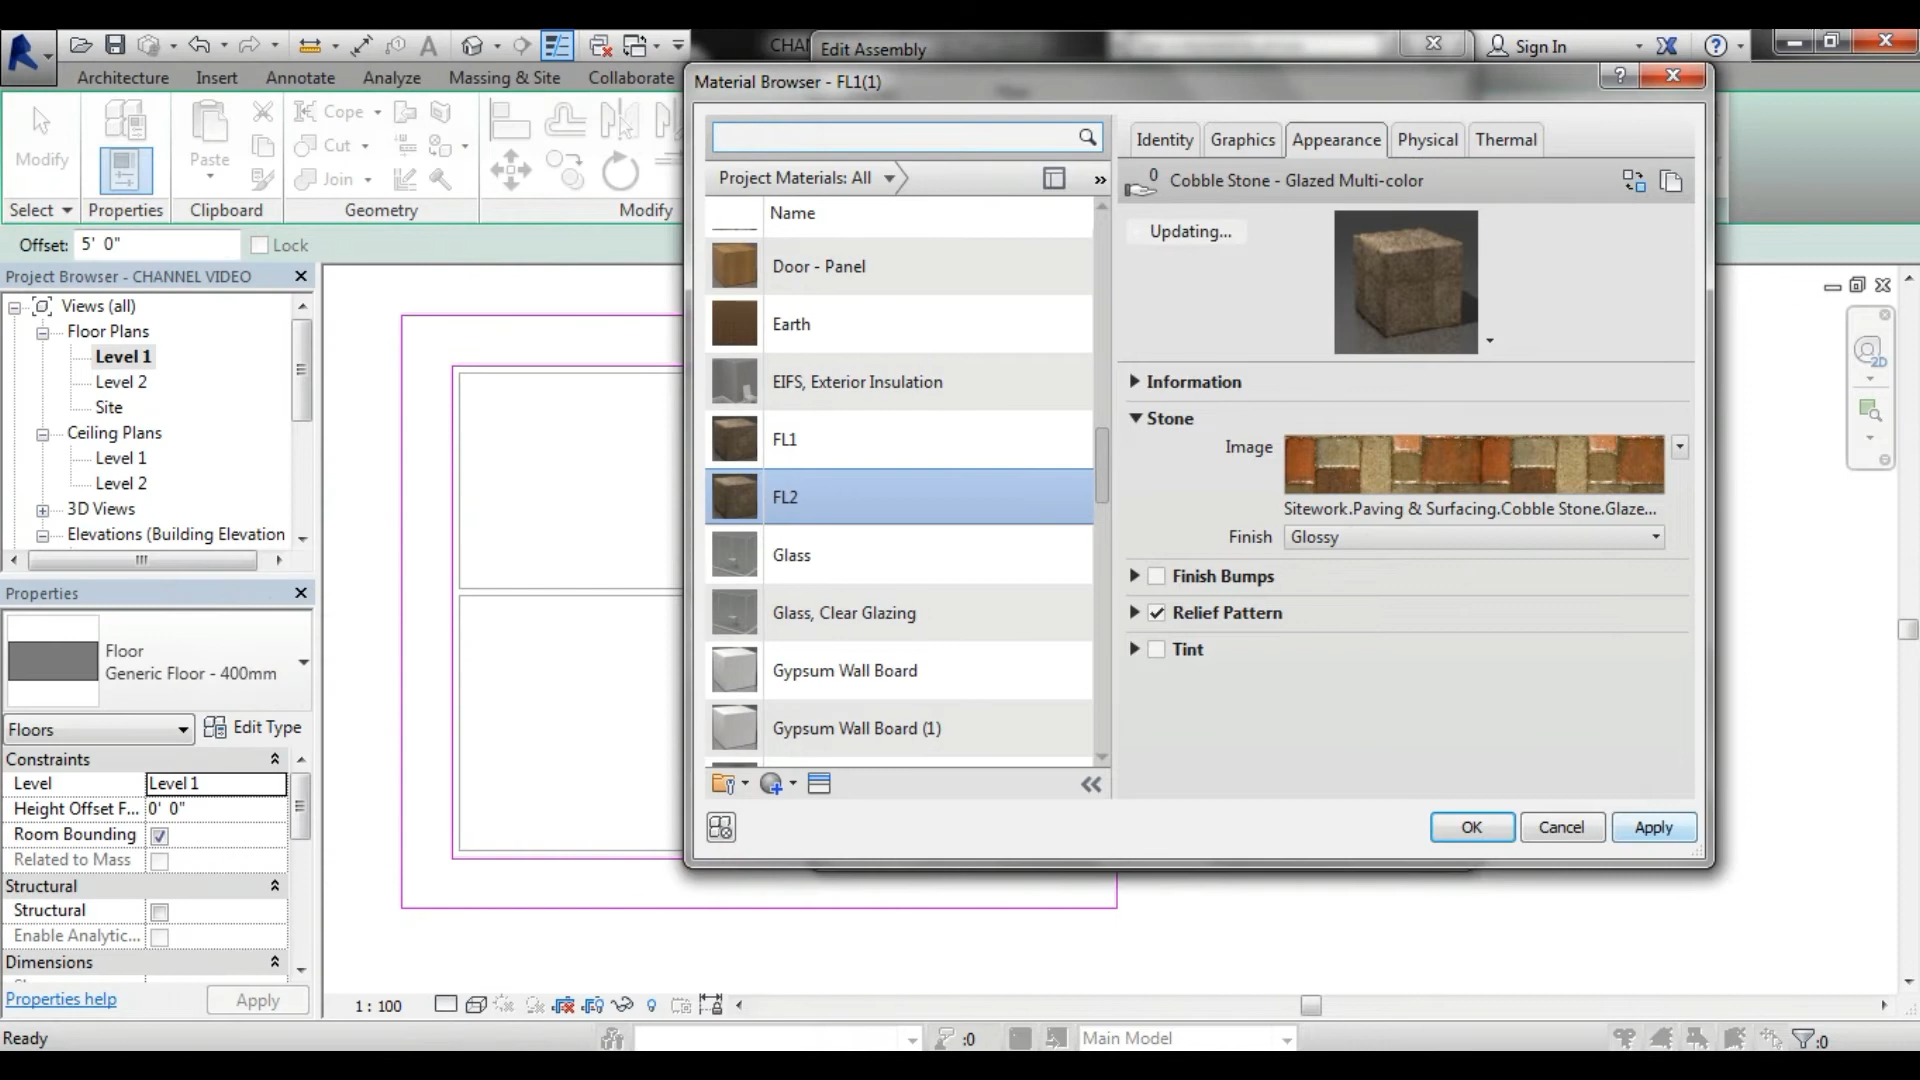 CHAN
Edit Assembly
Sign In
Architecture
Insert
Annotate
Analyze
Massing & Site
Collaborate
Material Browser - FL1(1)
Modify
Paste
Cope
Cut
Join
Select
Properties
Clipboard
Geometry
Modify
Offset: 5' 0"
Lock
Project Browser - CHANNEL VIDEO
Views (all)
Floor Plans
Level 1
Level 2
Site
Ceiling Plans
Level 1
Level 2
3D Views
Elevations (Building Elevation
Properties
Floor
Generic Floor - 400mm
Floors
Edit Type
Constraints
Level
Level 1
Height Offset F...
0' 0"
Room Bounding
Related to Mass
Structural
Structural
Enable Analytic...
Dimensions
Properties help
Apply
Project Materials: All
Name
Door - Panel
Earth
EIFS, Exterior Insulation
FL1
FL2
Glass
Glass, Clear Glazing
Gypsum Wall Board
Gypsum Wall Board (1)
Identity
Graphics
Appearance
Physical
Thermal
0
Cobble Stone - Glazed Multi-color
Updating...
Information
Stone
Image
Sitework.Paving & Surfacing.Cobble Stone.Glaze...
Finish
Glossy
Finish Bumps
Relief Pattern
Tint
OK
Cancel
Apply
2D
1 : 100
Ready
:0
Main Model
:0